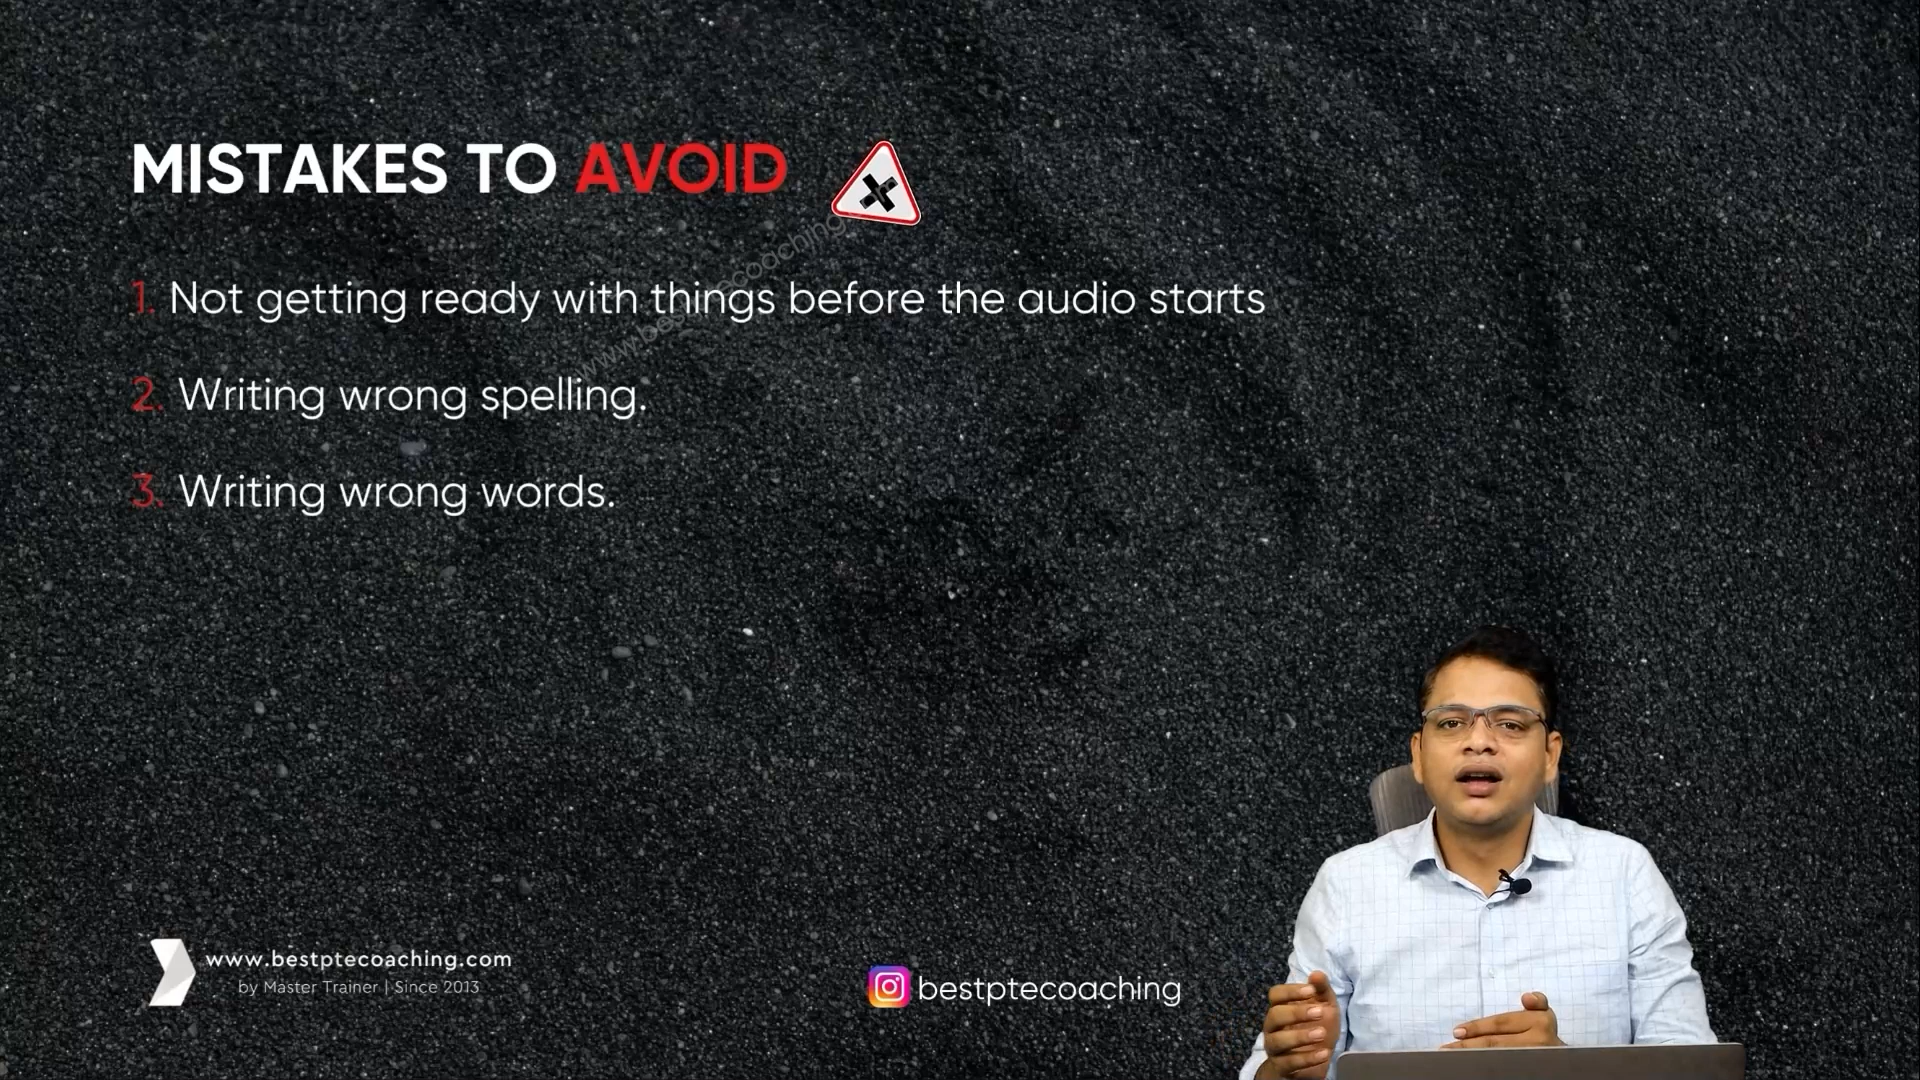 MISTAKES TO AVOID
1. Not getting ready with things before the audio starts
2. Writing wrong spelling.
3. Writing wrong words.
www.bestptecoaching.com
by Master Trainer | Since 2013
bestptecoaching